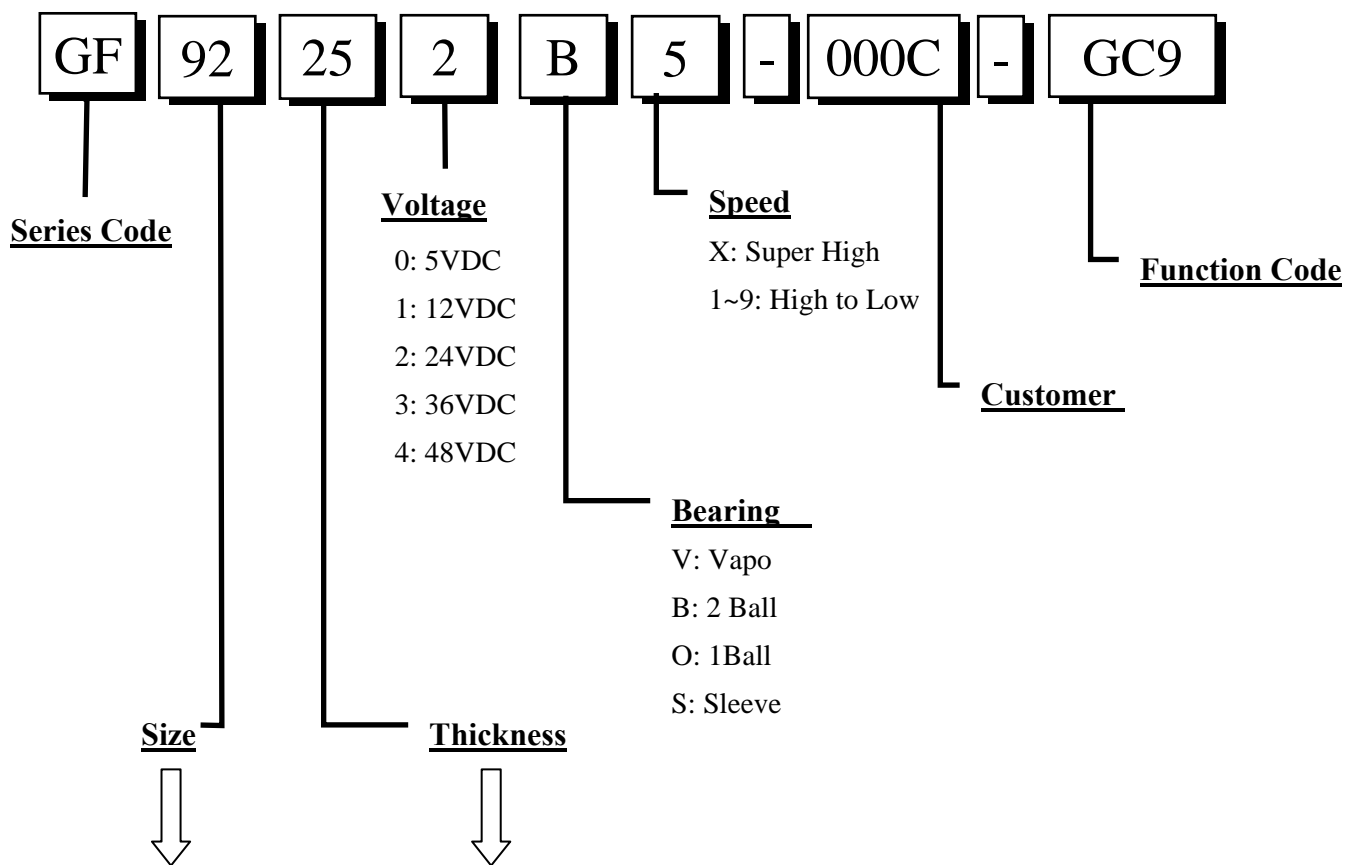 GF 92 25 2 B 5 - 000C - GC9
Series Code
Voltage
0: 5VDC
1: 12VDC
2: 24VDC
3: 36VDC
4: 48VDC
Speed
X: Super High
1~9: High to Low
Function Code
Customer
Bearing
V: Vapo
B: 2 Ball
O: 1Ball
S: Sleeve
Size
Thickness